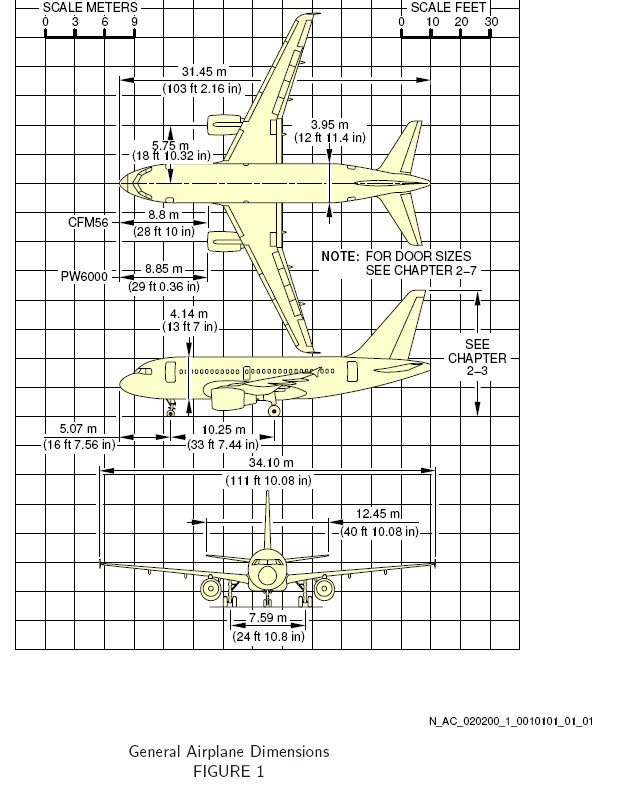 SCALE METERS
0 3 6 9
SCALE FEET
0 10 20 30
31.45 m
(103 ft 2.16 in)
5.75 m
(18 ft 10.32 in)
3.95 m
(12 ft 11.4 in)
CFM56
8.8 m
(28 ft 10 in)
PW6000
8.85 m
(29 ft 0.36 in)
NOTE: FOR DOOR SIZES
SEE CHAPTER 2-7
4.14 m
(13 ft 7 in)
SEE
CHAPTER
2-3
5.07 m
(16 ft 7.56 in)
10.25 m
(33 ft 7.44 in)
34.10 m
(111 ft 10.08 in)
12.45 m
(40 ft 10.08 in)
7.59 m
(24 ft 10.8 in)
N_AC_020200_1_0010101_01_01
General Airplane Dimensions
FIGURE 1